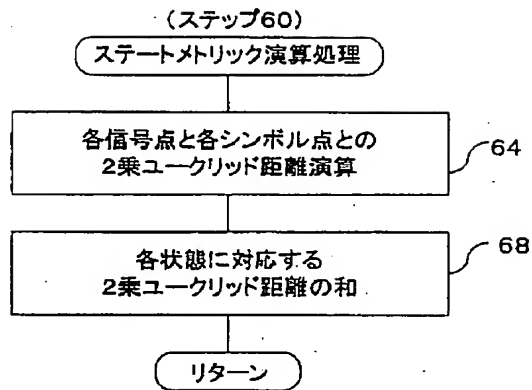 (ステップ60)
ステートメトリック演算処理
各信号点と各シンボル点との
2乗ユークリッド距離演算
64
各状態に対応する
2乗ユークリッド距離の和
68
リターン